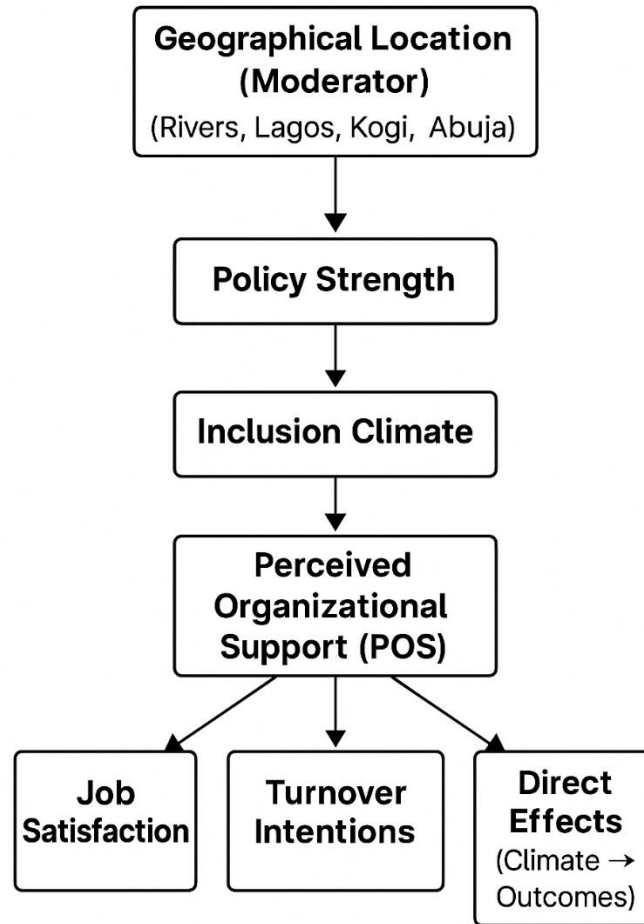 Geographical Location
(Moderator)
(Rivers, Lagos, Kogi, Abuja)
Policy Strength
Inclusion Climate
Perceived
Organizational
Support (POS)
Job
Satisfaction
Turnover
Intentions
Direct
Effects
(Climate →
Outcomes)